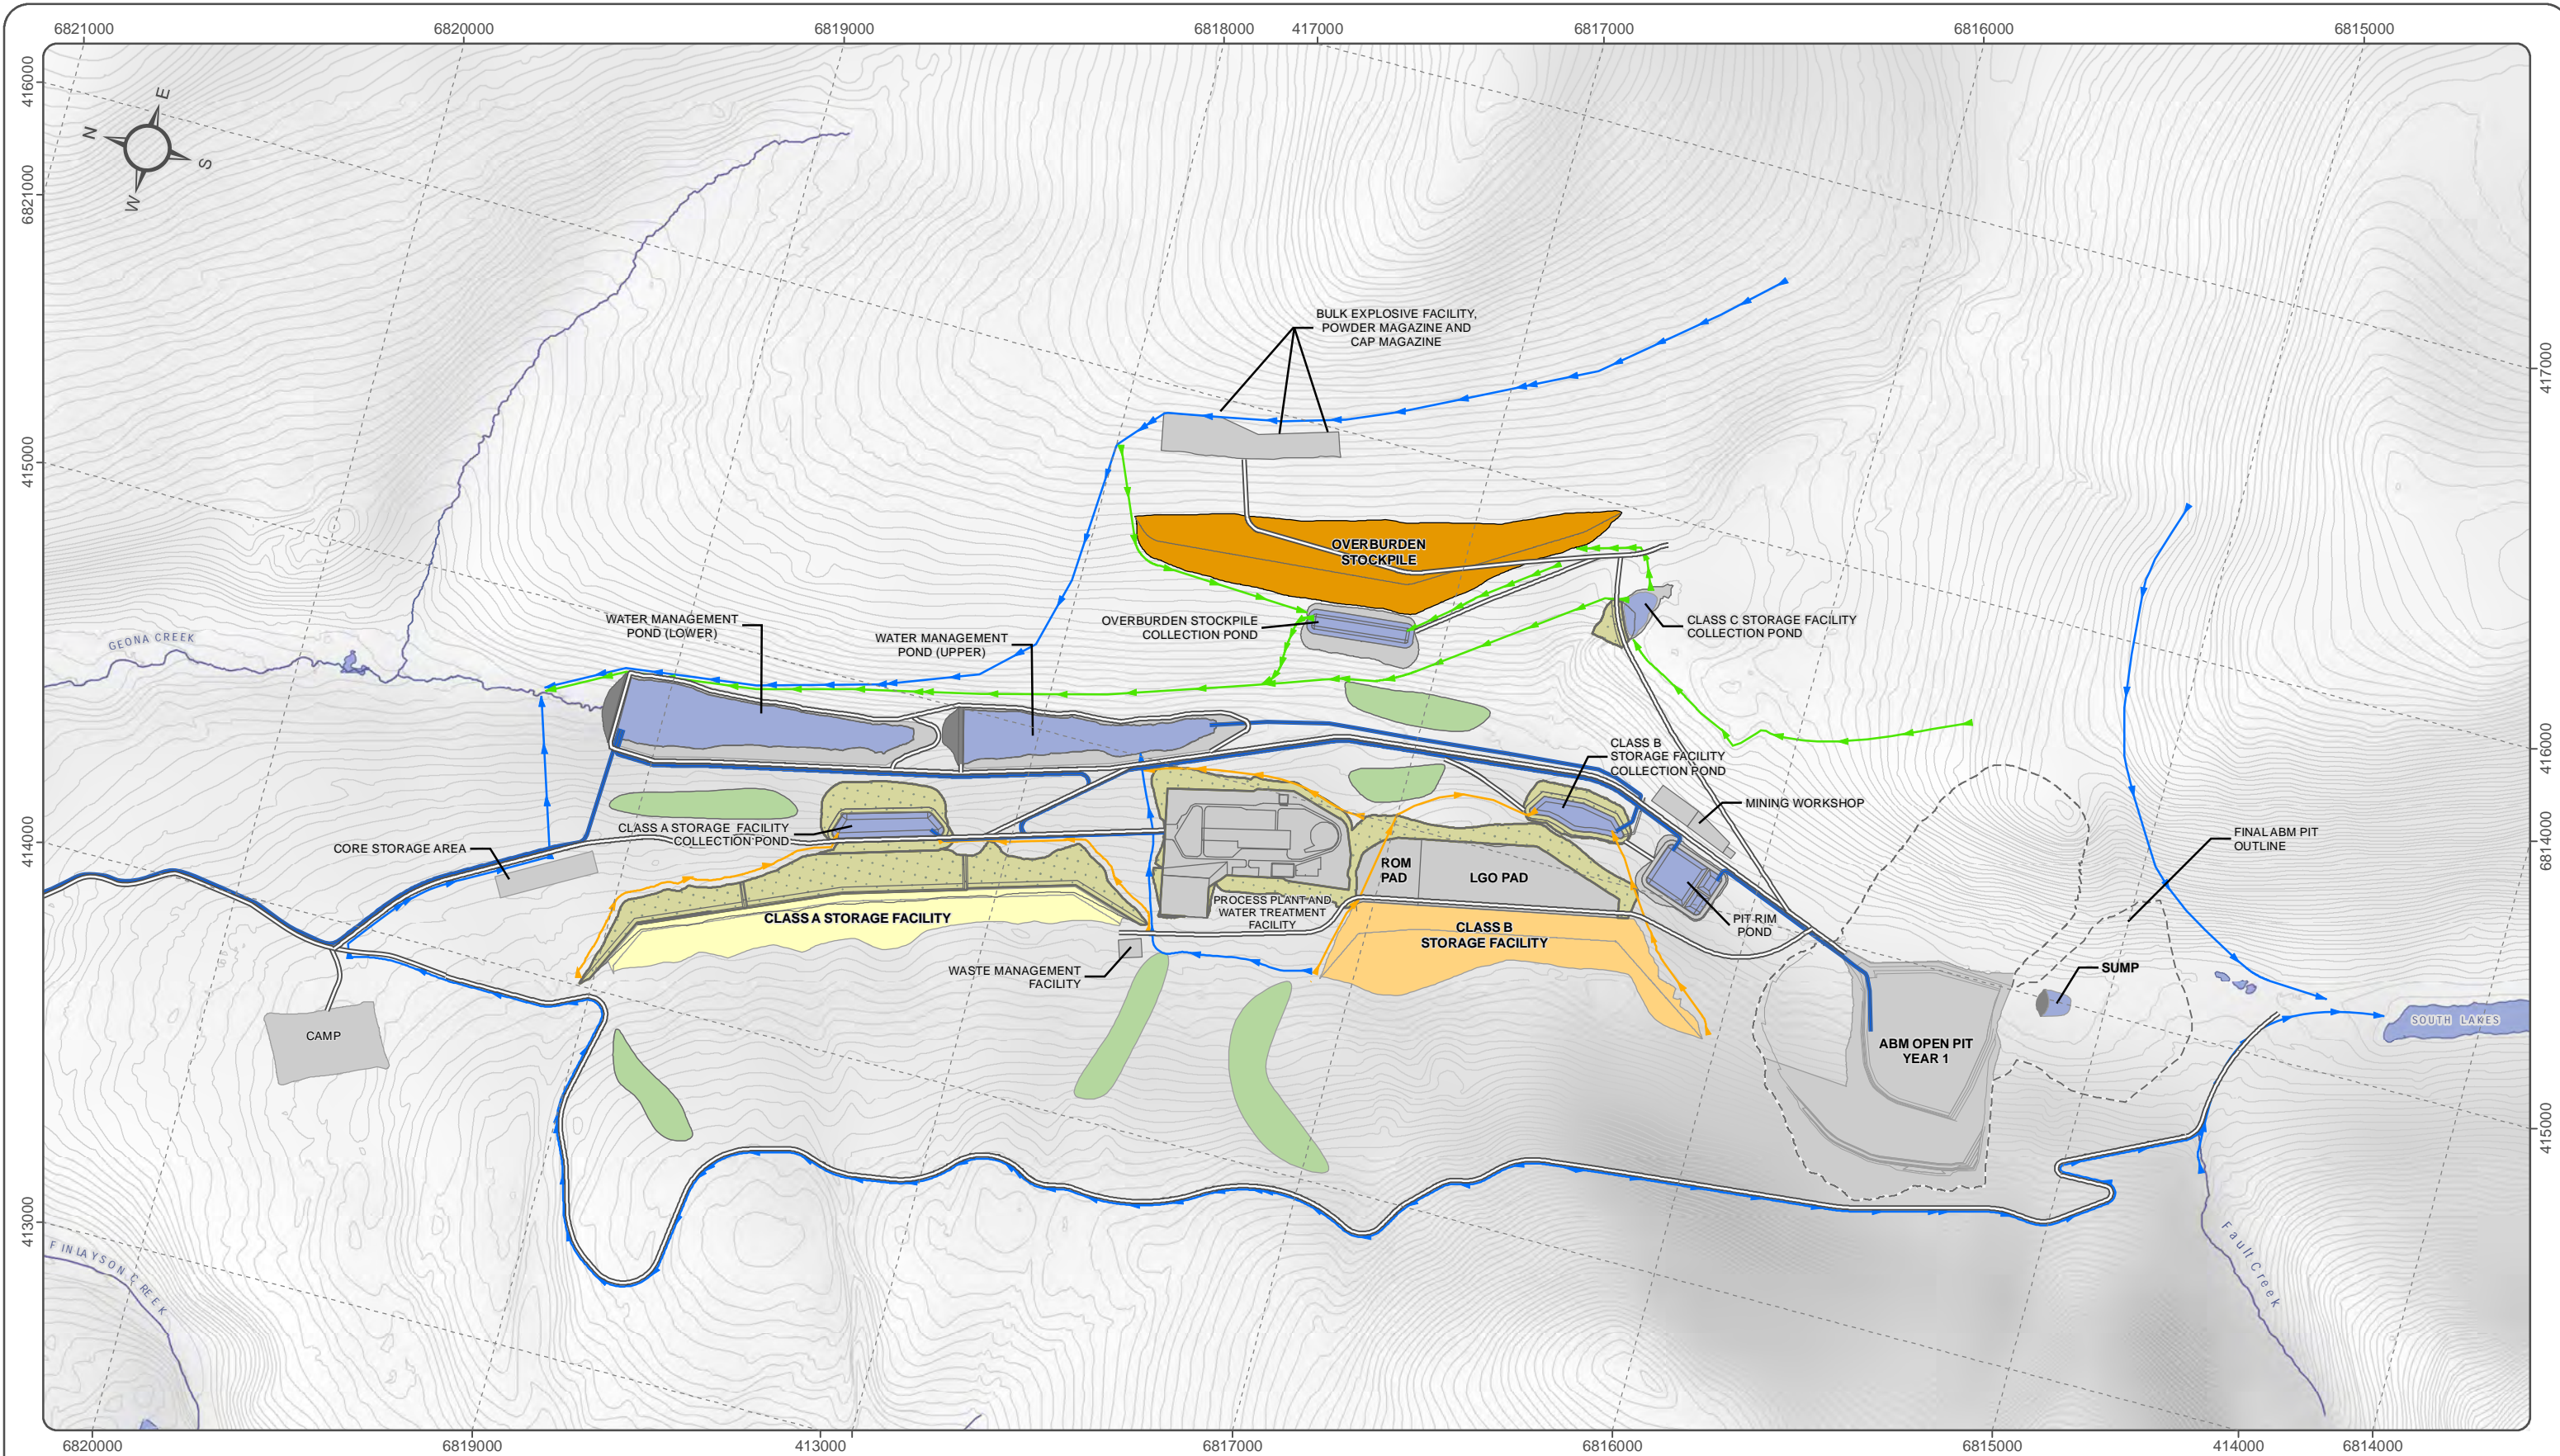 6821000
6820000
6819000
6818000
417000
6817000
6816000
6815000
416000
6821000
415000
414000
413000
417000
416000
6814000
415000
N
E
S
W
BULK EXPLOSIVE FACILITY,
POWDER MAGAZINE AND
CAP MAGAZINE
OVERBURDEN
STOCKPILE
OVERBURDEN STOCKPILE
COLLECTION POND
CLASS C STORAGE FACILITY
COLLECTION POND
WATER MANAGEMENT
POND (LOWER)
WATER MANAGEMENT
POND (UPPER)
GEONA CREEK
CLASS B
STORAGE FACILITY
COLLECTION POND
MINING WORKSHOP
CLASS A STORAGE FACILITY
COLLECTION POND
CORE STORAGE AREA
FINAL ABM PIT
OUTLINE
ROM
PAD
LGO PAD
CLASS A STORAGE FACILITY
PROCESS PLANT AND
WATER TREATMENT
FACILITY
PIT RIM
POND
CLASS B
STORAGE FACILITY
WASTE MANAGEMENT
FACILITY
SUMP
SOUTH LAKES
CAMP
ABM OPEN PIT
YEAR 1
FINLAYSON CREEK
Fault Creek
6820000
6819000
413000
6817000
6816000
6815000
414000
6814000